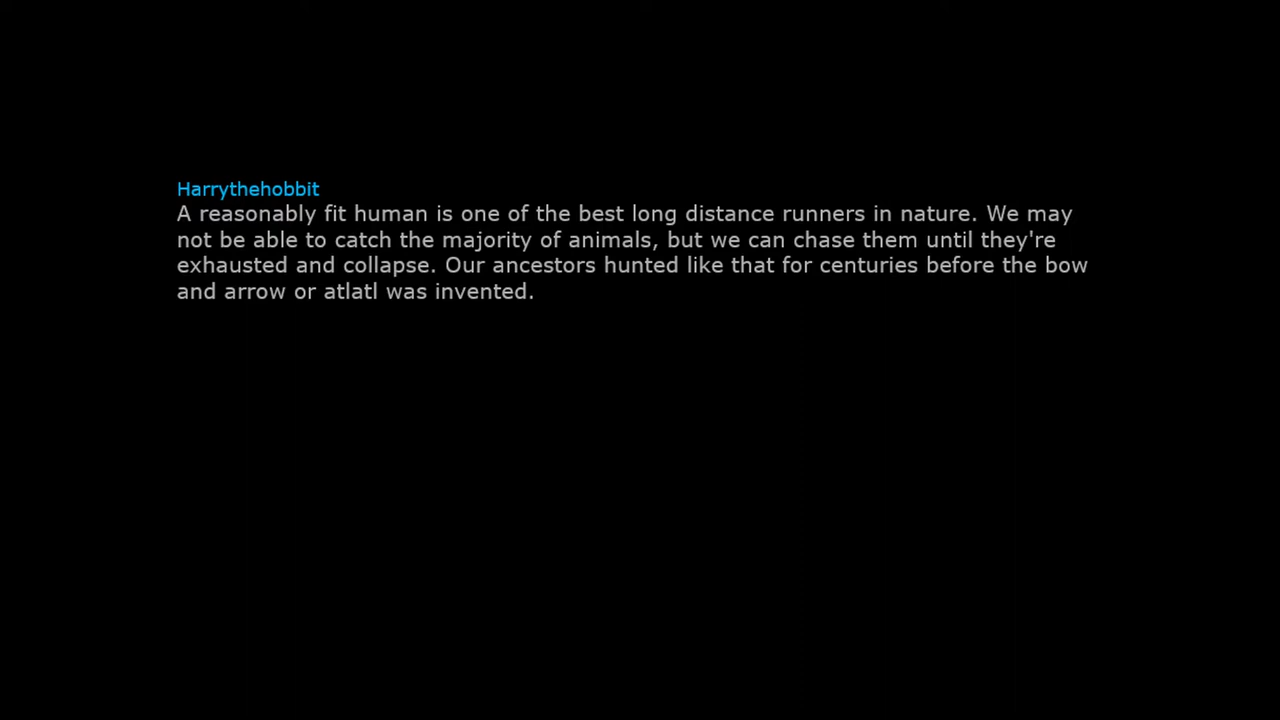 Harrythehobbit
A reasonably fit human is one of the best long distance runners in nature. We may
not be able to catch the majority of animals, but we can chase them until they're
exhausted and collapse. Our ancestors hunted like that for centuries before the bow
and arrow or atlatl was invented.